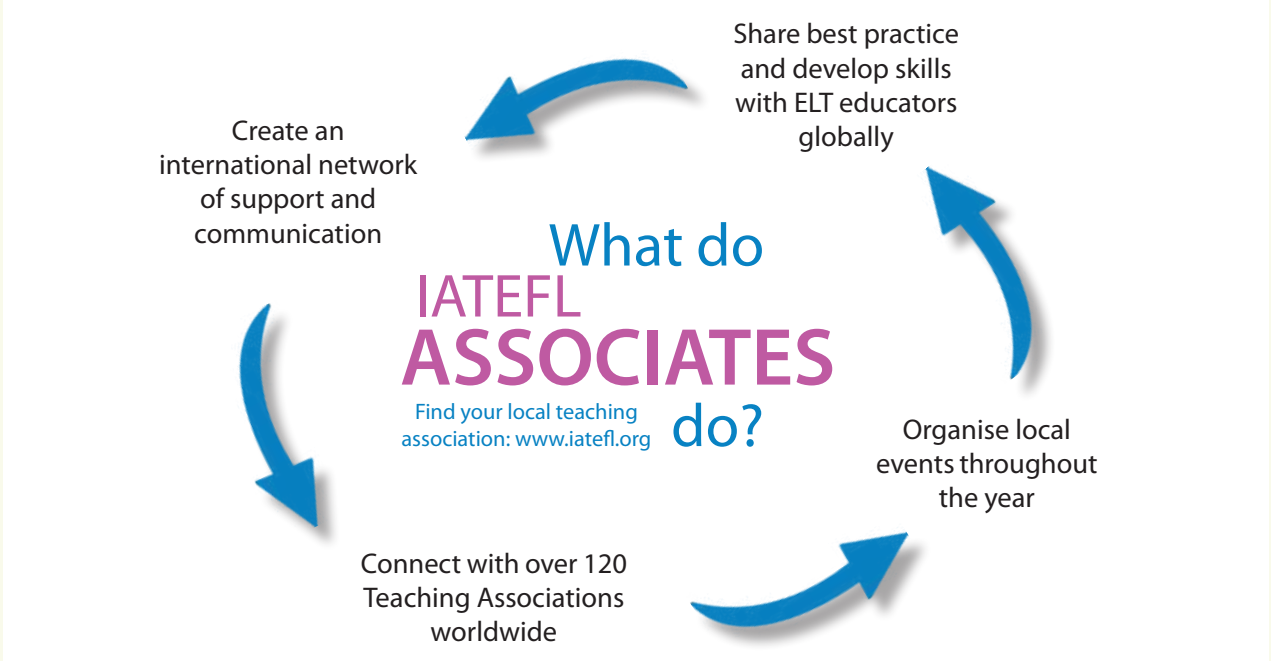 Share best practice
and develop skills
with ELT educators
globally
Create an
international network
of support and
communication
What do
IATEFL
ASSOCIATES
do?
Find your local teaching
association: www.iatefl.org
Organise local
events throughout
the year
Connect with over 120
Teaching Associations
worldwide